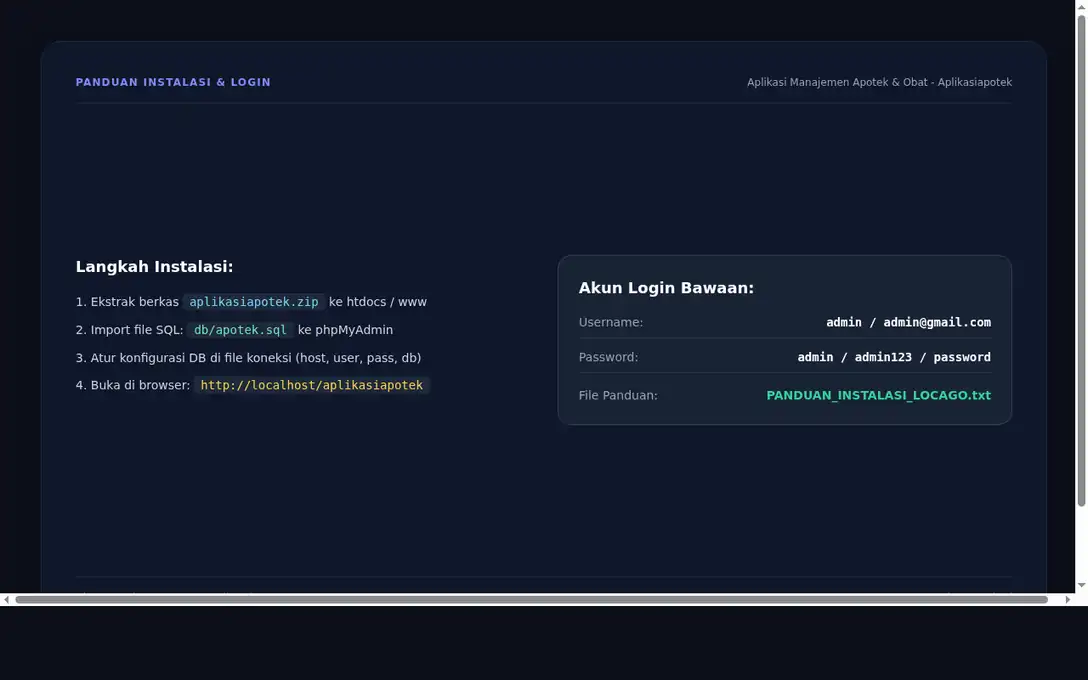 PANDUAN INSTALASI & LOGIN
Aplikasi Manajemen Apotek & Obat - Aplikasiapotek
Langkah Instalasi:
1. Ekstrak berkas aplikasiapotek.zip ke htdocs / www
2. Import file SQL: db/apotek.sql ke phpMyAdmin
3. Atur konfigurasi DB di file koneksi (host, user, pass, db)
4. Buka di browser: http://localhost/aplikasiapotek
Akun Login Bawaan:
Username: admin / admin@gmail.com
Password: admin / admin123 / password
File Panduan: PANDUAN_INSTALASI_LOCAGO.txt